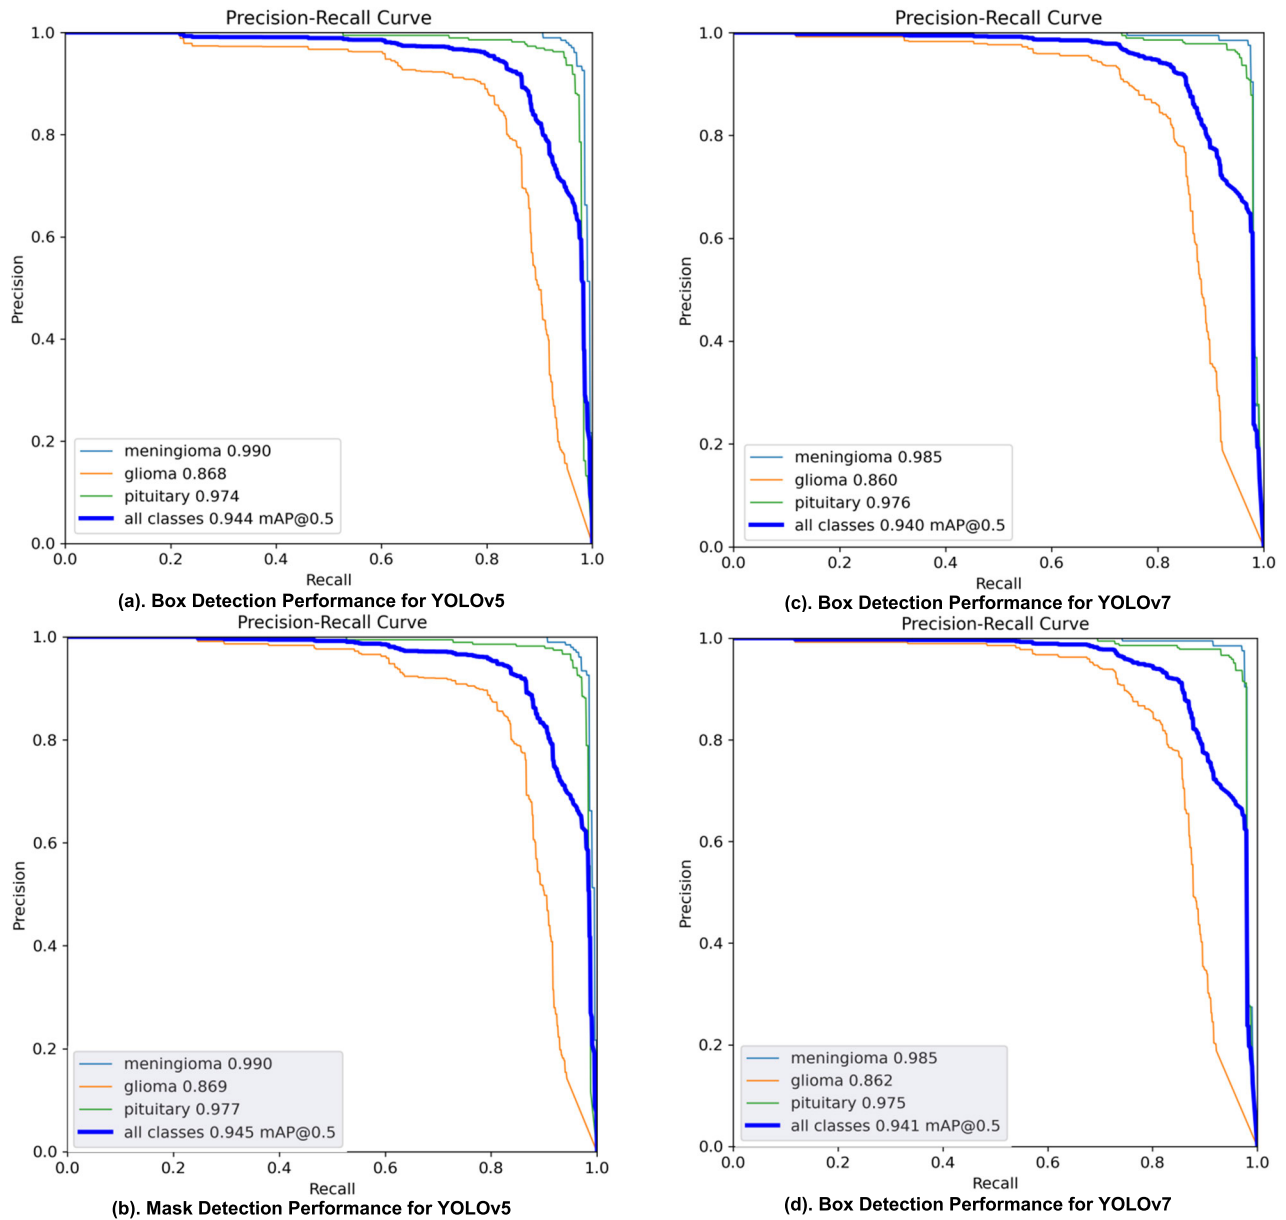 Precision-Recall Curve
1.0
0.8
0.6
0.4
0.2
0.0
Precision
meningioma 0.990
glioma 0.868
pituitary 0.974
all classes 0.944 mAP@0.5
0.0 0.2 0.4 0.6 0.8 1.0
Recall
(a). Box Detection Performance for YOLOv5
Precision-Recall Curve
1.0
0.8
0.6
0.4
0.2
0.0
Precision
meningioma 0.985
glioma 0.860
pituitary 0.976
all classes 0.940 mAP@0.5
0.0 0.2 0.4 0.6 0.8 1.0
Recall
(c). Box Detection Performance for YOLOv7
Precision-Recall Curve
1.0
0.8
0.6
0.4
0.2
0.0
Precision
meningioma 0.990
glioma 0.869
pituitary 0.977
all classes 0.945 mAP@0.5
0.0 0.2 0.4 0.6 0.8 1.0
Recall
(b). Mask Detection Performance for YOLOv5
Precision-Recall Curve
1.0
0.8
0.6
0.4
0.2
0.0
Precision
meningioma 0.985
glioma 0.862
pituitary 0.975
all classes 0.941 mAP@0.5
0.0 0.2 0.4 0.6 0.8 1.0
Recall
(d). Box Detection Performance for YOLOv7